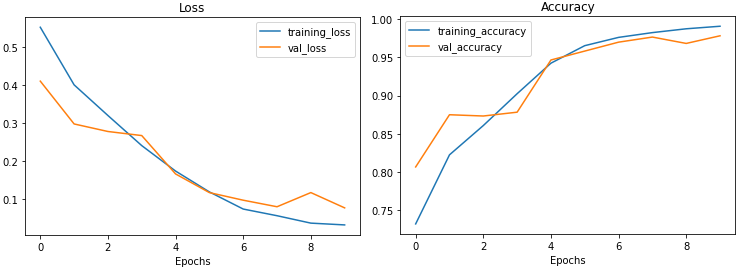 Loss
training_loss
val_loss
0.5
0.4
0.3
0.2
0.1
0 2 4 6 8
Epochs
Accuracy
training_accuracy
val_accuracy
1.00
0.95
0.90
0.85
0.80
0.75
0 2 4 6 8
Epochs